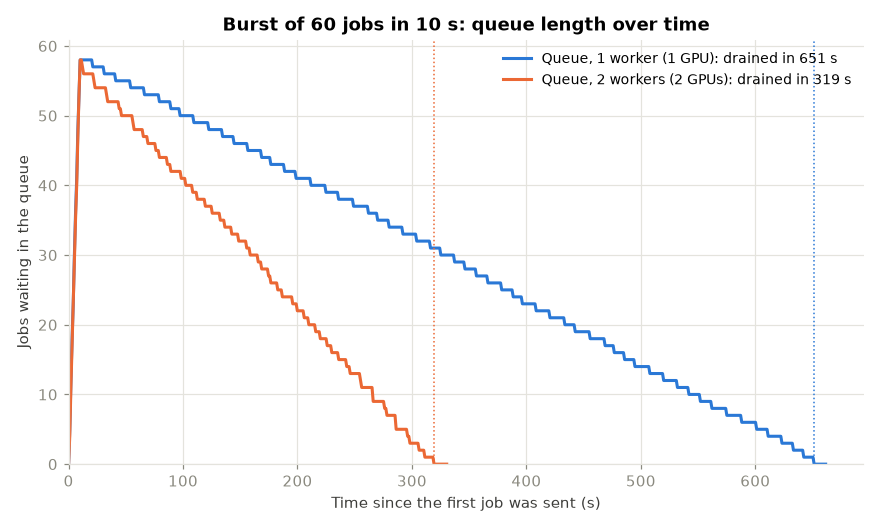 Burst of 60 jobs in 10 s: queue length over time
Queue, 1 worker (1 GPU): drained in 651 s
Queue, 2 workers (2 GPUs): drained in 319 s
Jobs waiting in the queue
60
50
40
30
20
10
0
0 100 200 300 400 500 600
Time since the first job was sent (s)